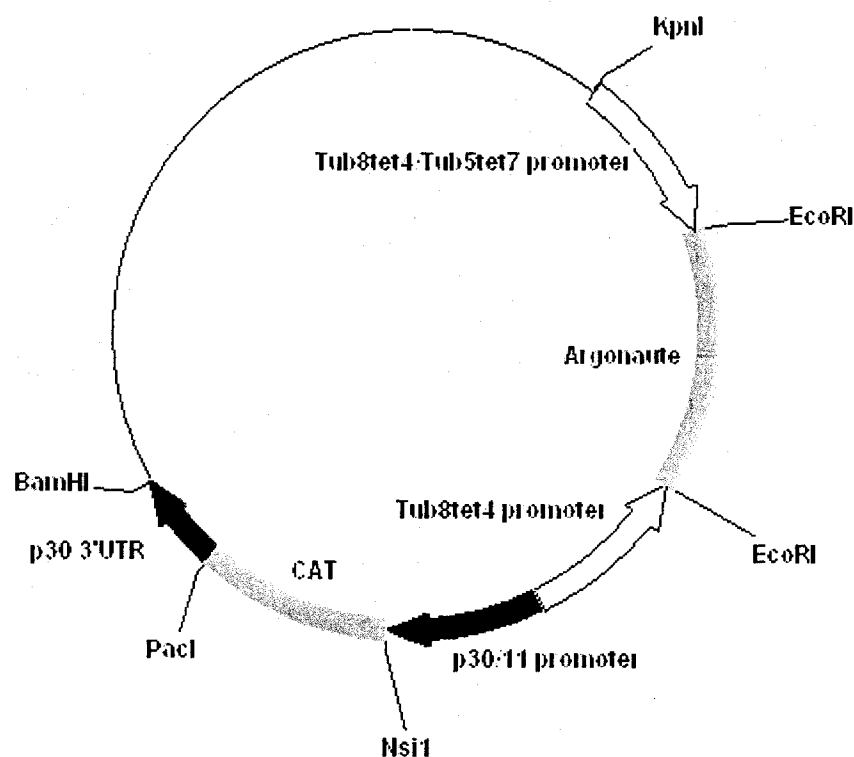 KpnI
Tub8tet4-Tub5tet7 promoter
EcoRI
Argonaute
Tub8tet4 promoter
EcoRI
p30/11 promoter
Nsi1
CAT
PacI
p30 3'UTR
BamHI